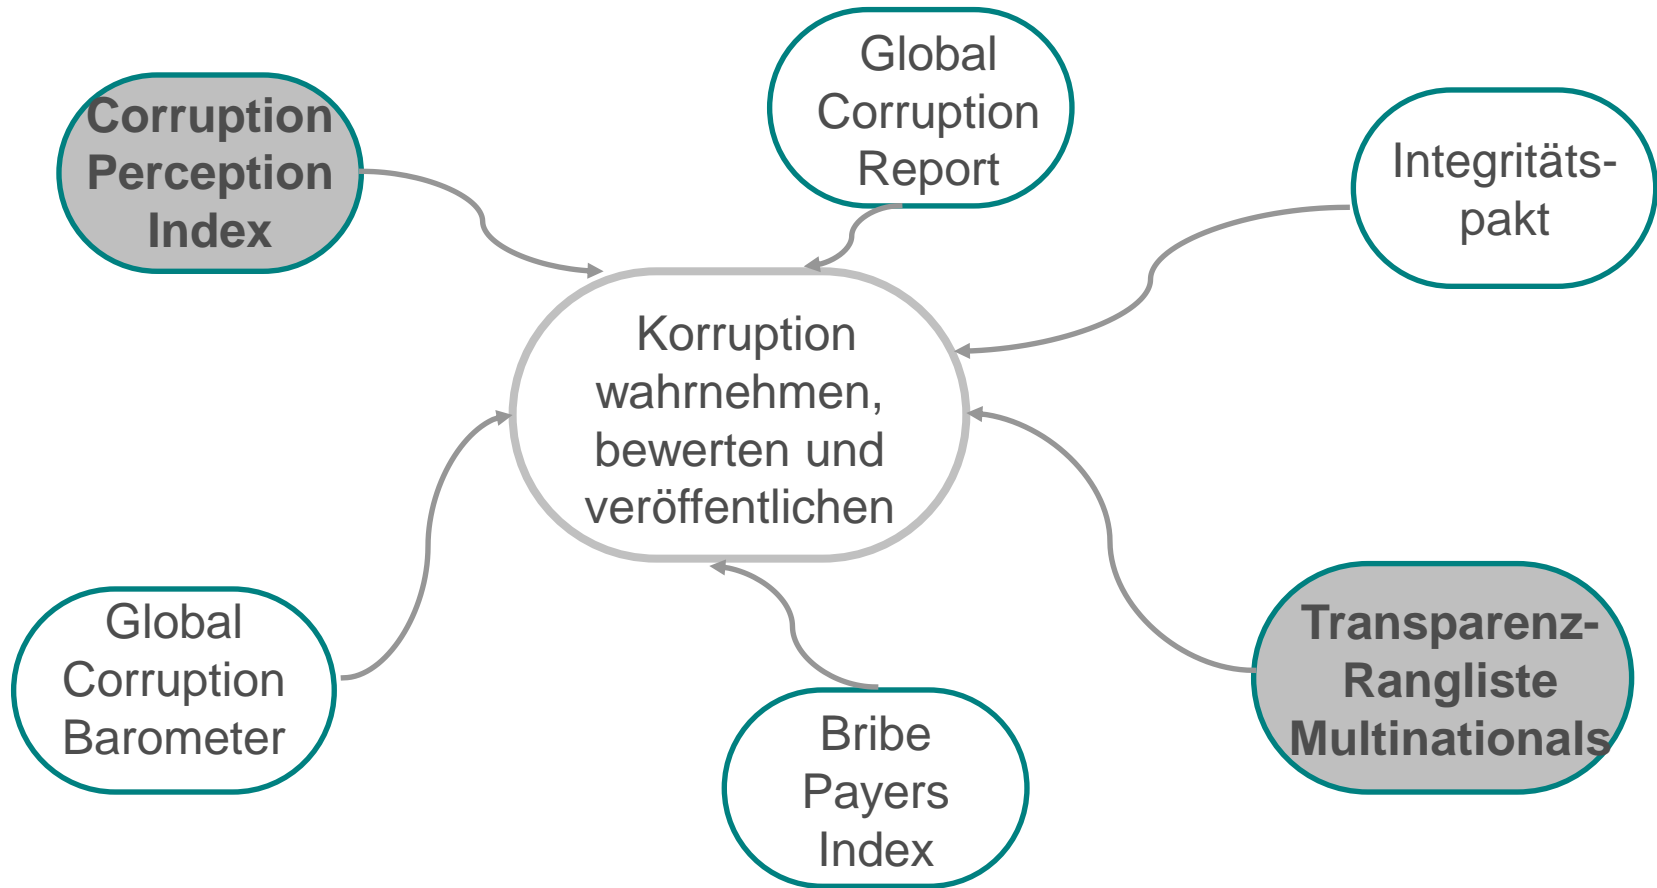 Corruption
Perception
Index
Global
Corruption
Report
Integritäts-
pakt
Korruption
wahrnehmen,
bewerten und
veröffentlichen
Global
Corruption
Barometer
Bribe
Payers
Index
Transparenz-
Rangliste
Multinationals